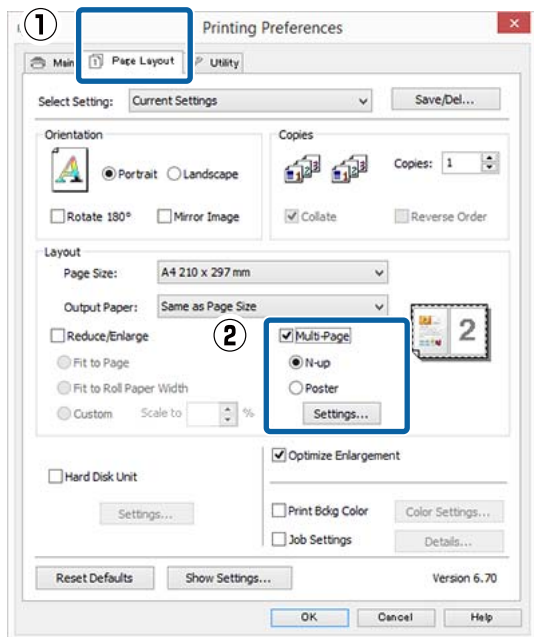 1
Printing Preferences
Main Page Layout Utility
Select Setting: Current Settings Save/Del...
Orientation
Portrait Landscape
Rotate 180° Mirror Image
Copies
Copies: 1
Collate Reverse Order
Layout
Page Size: A4 210 x 297 mm
Output Paper: Same as Page Size
Reduce/Enlarge
Fit to Page
Fit to Roll Paper Width
Custom Scale to %
2
Multi-Page
N-up
Poster
Settings...
2
Optimize Enlargement
Hard Disk Unit
Settings...
Print Bckg Color Color Settings...
Job Settings Details...
Reset Defaults Show Settings... Version 6.70
OK Cancel Help